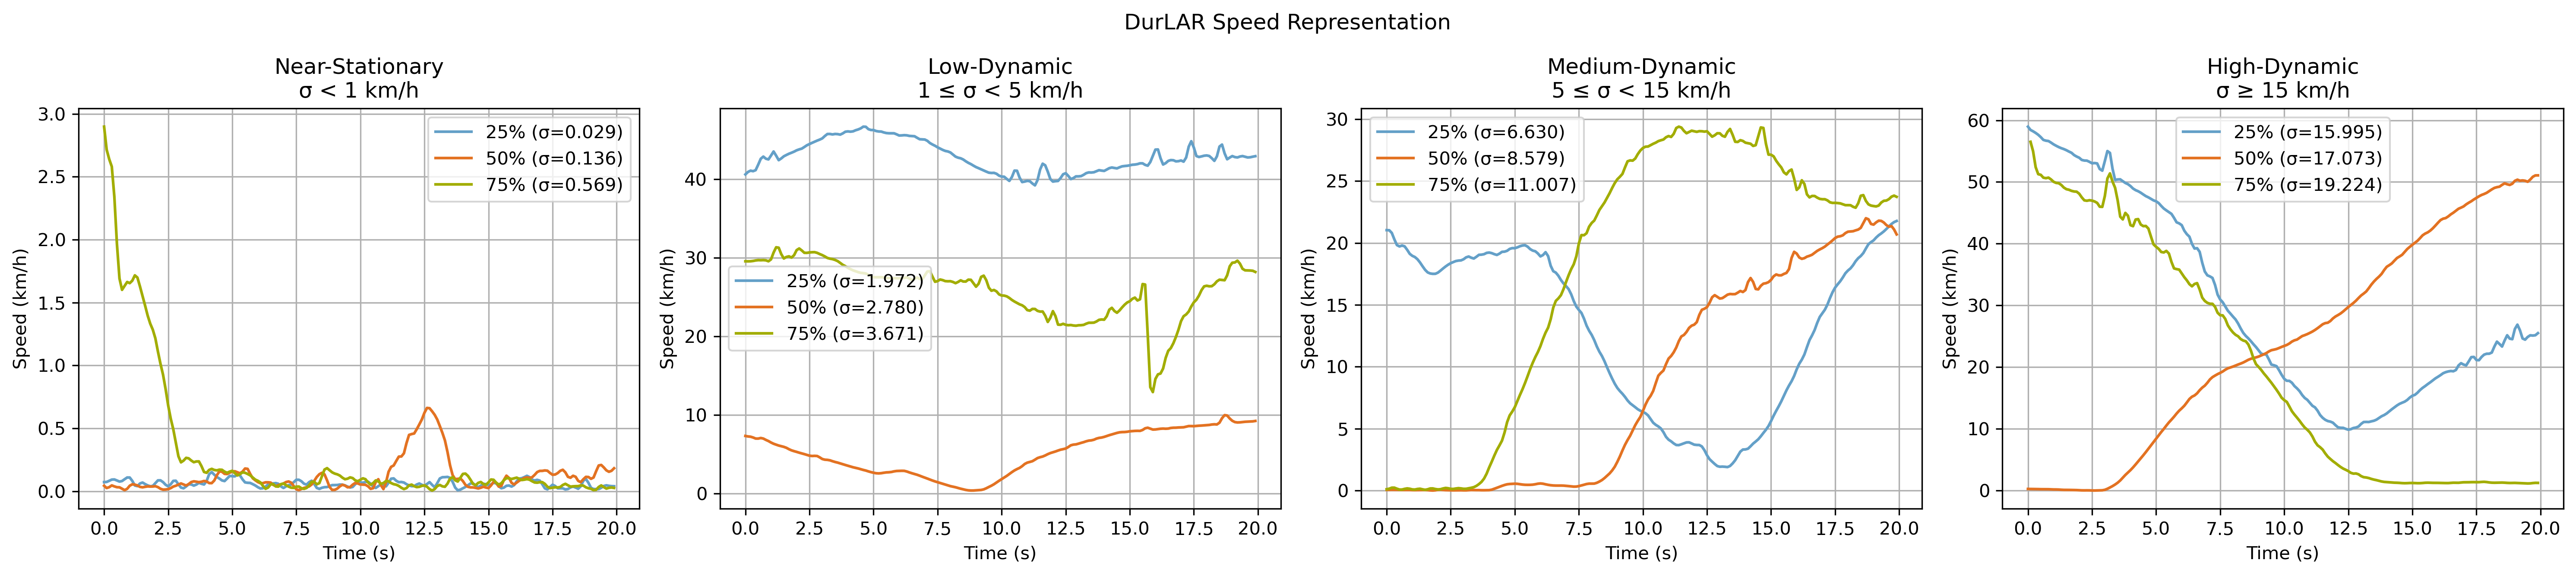 DurLAR Speed Representation
Near-Stationary
σ < 1 km/h
3.0
2.5
2.0
1.5
1.0
0.5
0.0
Speed (km/h)
25% (σ=0.029)
50% (σ=0.136)
75% (σ=0.569)
0.0 2.5 5.0 7.5 10.0 12.5 15.0 17.5 20.0
Time (s)
Low-Dynamic
1 ≤ σ < 5 km/h
40
30
20
10
0
Speed (km/h)
25% (σ=1.972)
50% (σ=2.780)
75% (σ=3.671)
0.0 2.5 5.0 7.5 10.0 12.5 15.0 17.5 20.0
Time (s)
Medium-Dynamic
5 ≤ σ < 15 km/h
30
25
20
15
10
5
0
Speed (km/h)
25% (σ=6.630)
50% (σ=8.579)
75% (σ=11.007)
0.0 2.5 5.0 7.5 10.0 12.5 15.0 17.5 20.0
Time (s)
High-Dynamic
σ ≥ 15 km/h
60
50
40
30
20
10
0
Speed (km/h)
25% (σ=15.995)
50% (σ=17.073)
75% (σ=19.224)
0.0 2.5 5.0 7.5 10.0 12.5 15.0 17.5 20.0
Time (s)